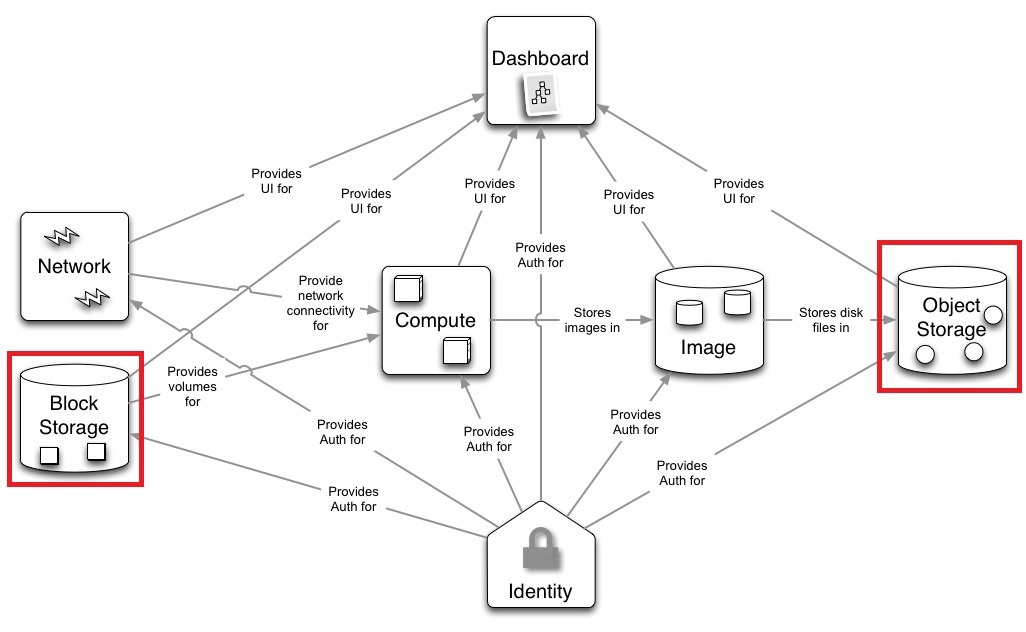 Dashboard
Provides
UI for
Provides
UI for
Provides
UI for
Provides
UI for
Provides
UI for
Provides
Auth for
Network
Provide
network
connectivity
for
Compute
Stores
images in
Image
Stores disk
files in
Object
Storage
Block
Storage
Provides
volumes
for
Provides
Auth for
Provides
Auth for
Provides
Auth for
Provides
Auth for
Provides
Auth for
Identity